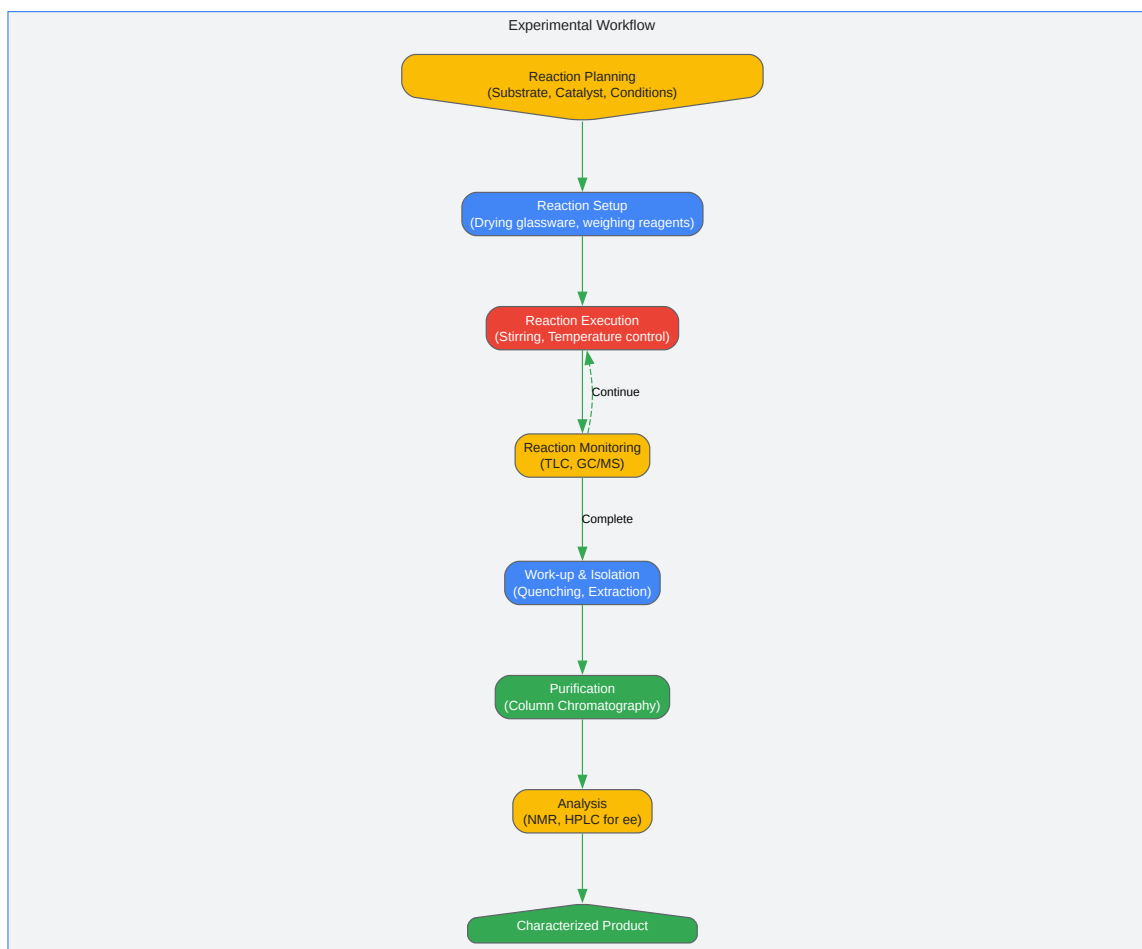 Experimental Workflow
Reaction Planning
(Substrate, Catalyst, Conditions)
Reaction Setup
(Drying glassware, weighing reagents)
Reaction Execution
(Stirring, Temperature control)
Continue
Reaction Monitoring
(TLC, GC/MS)
Complete
Work-up & Isolation
(Quenching, Extraction)
Purification
(Column Chromatography)
Analysis
(NMR, HPLC for ee)
Characterized Product